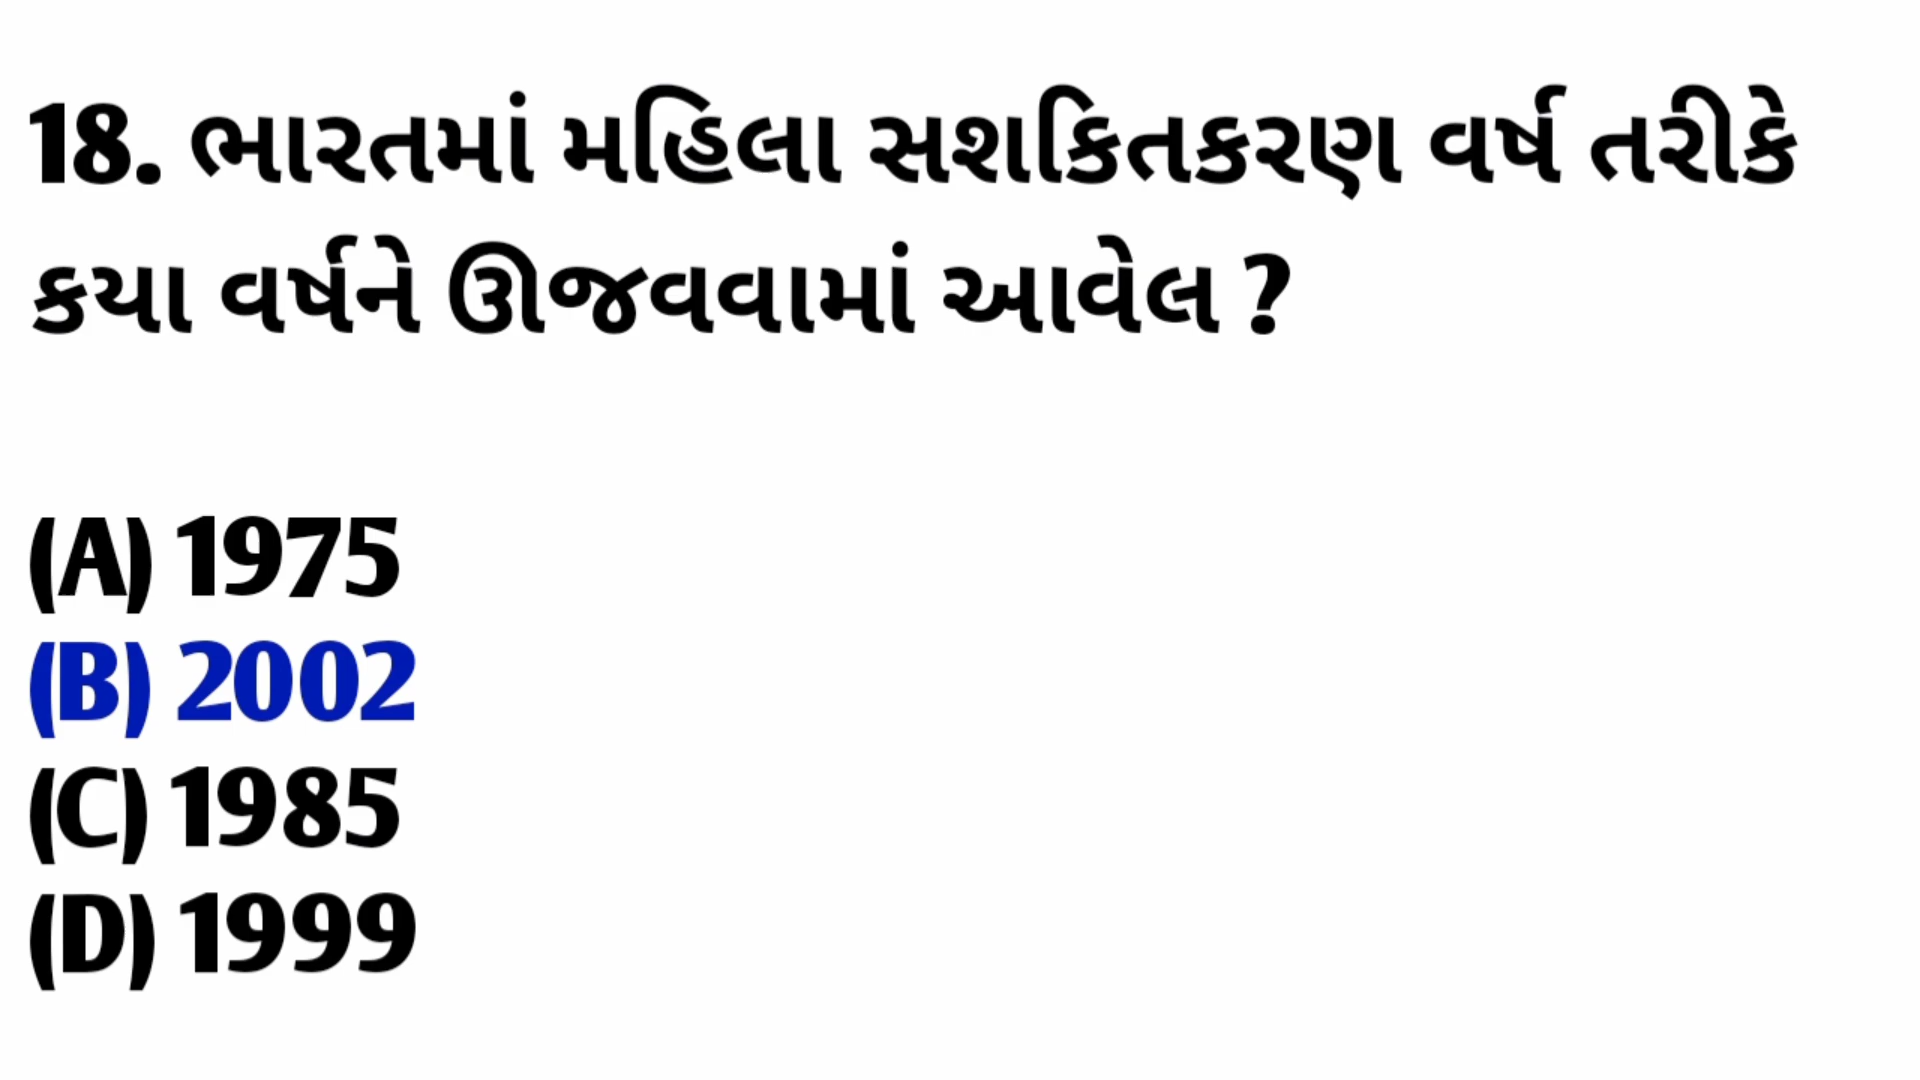 18. ભારતમાં મહિલા સશકિતકરણ વર્ષ તરીકે
કયા વર્ષને ઊજવવામાં આવેલ ?
(A) 1975
(B) 2002
(C) 1985
(D) 1999